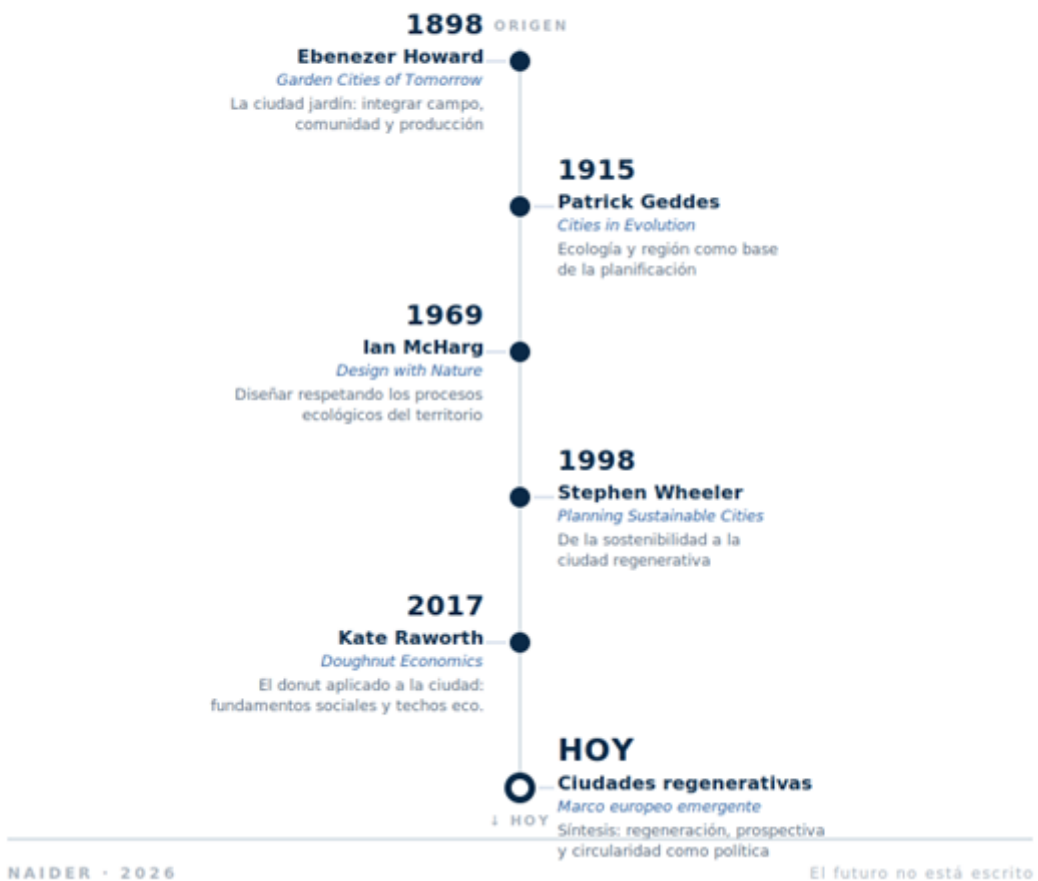 1898 ORIGEN
Ebenezer Howard
Garden Cities of Tomorrow
La ciudad jardín: integrar campo,
comunidad y producción
1915
Patrick Geddes
Cities in Evolution
Ecología y región como base
de la planificación
1969
Ian McHarg
Design with Nature
Diseñar respetando los procesos
ecológicos del territorio
1998
Stephen Wheeler
Planning Sustainable Cities
De la sostenibilidad a la
ciudad regenerativa
2017
Kate Raworth
Doughnut Economics
El donut aplicado a la ciudad:
fundamentos sociales y techos eco.
HOY
Ciudades regenerativas
Marco europeo emergente
↓ HOY
Síntesis: regeneración, prospectiva
y circularidad como política
NAIDER · 2026
El futuro no está escrito